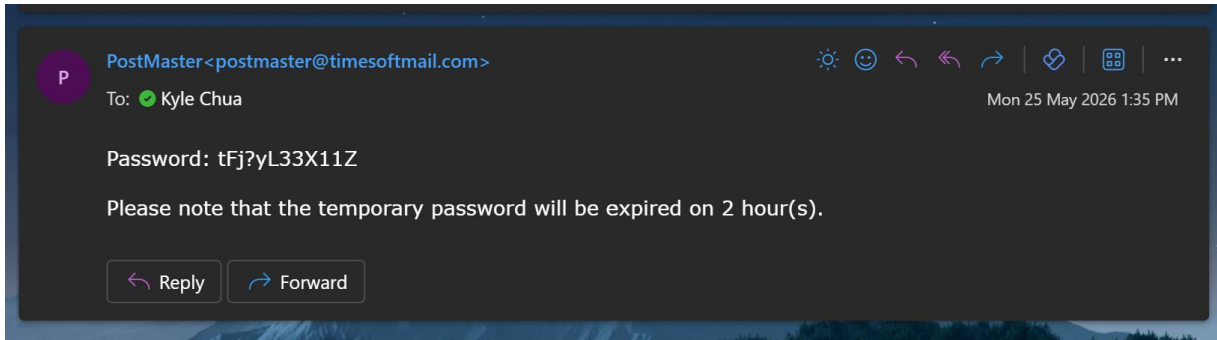 P
PostMaster<postmaster@timesoftmail.com>
To: Kyle Chua
Mon 25 May 2026 1:35 PM
Password: tFj?yL33X11Z
Please note that the temporary password will be expired on 2 hour(s).
Reply Forward